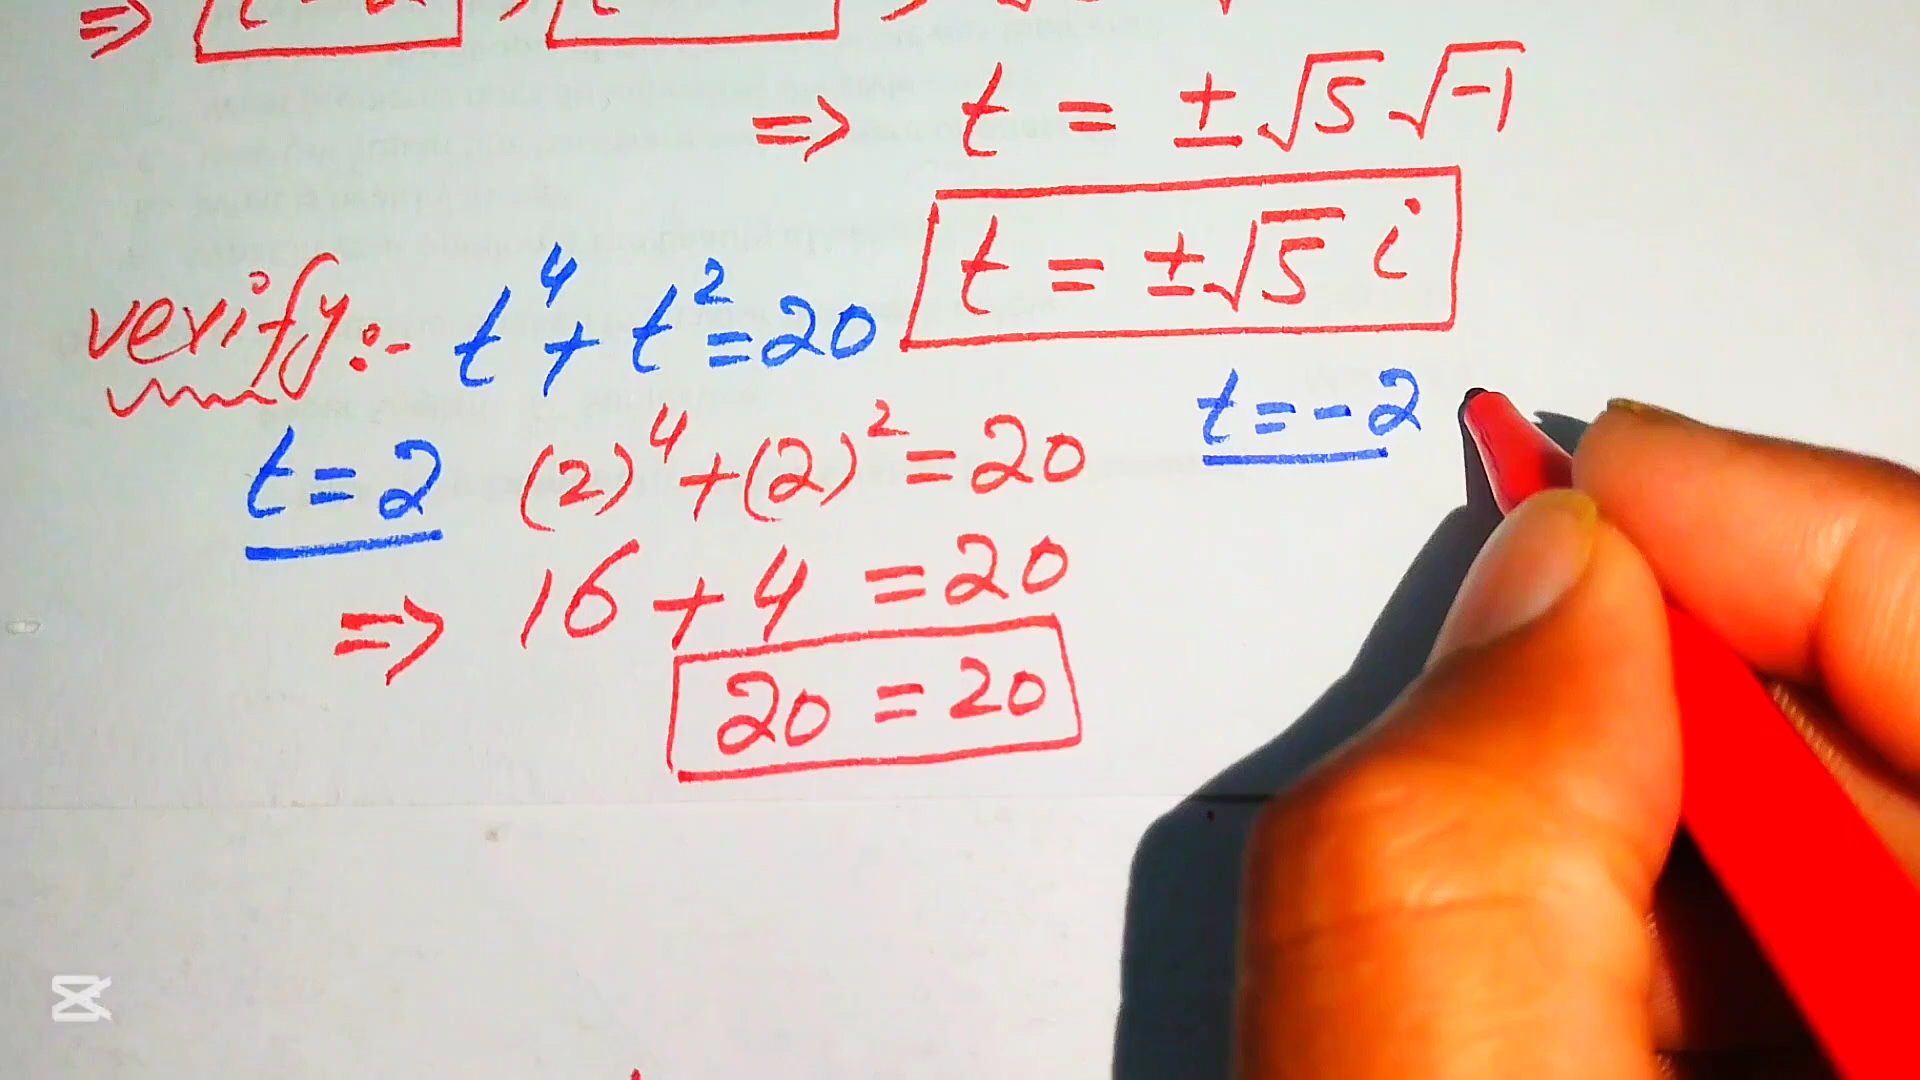 ⇒ t = ± √5 √-1
t = ± √5 i
verify:- t⁴ + t² = 20
t = 2 (2)⁴ + (2)² = 20
t = -2
⇒ 16 + 4 = 20
20 = 20